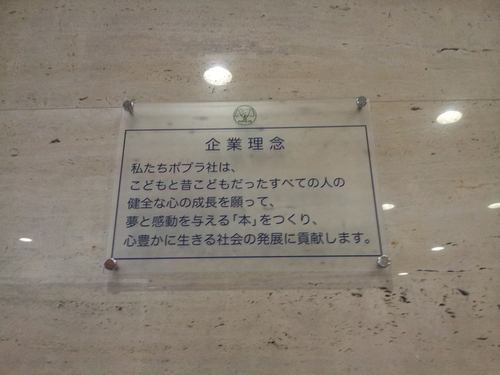 企業理念
私たちポプラ社は、
こどもと昔こどもだったすべての人の
健全な心の成長を願って、
夢と感動を与える「本」をつくり、
心豊かに生きる社会の発展に貢献します。